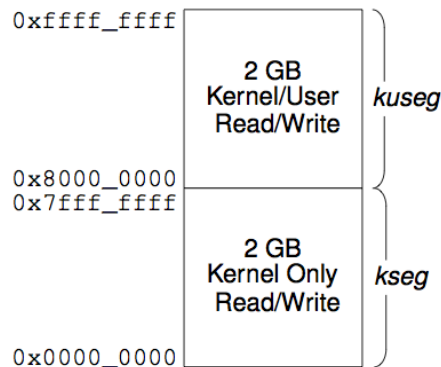 0xffff_ffff
2 GB
Kernel/User
Read/Write
kuseg
0x8000_0000
0x7fff_ffff
2 GB
Kernel Only
Read/Write
kseg
0x0000_0000